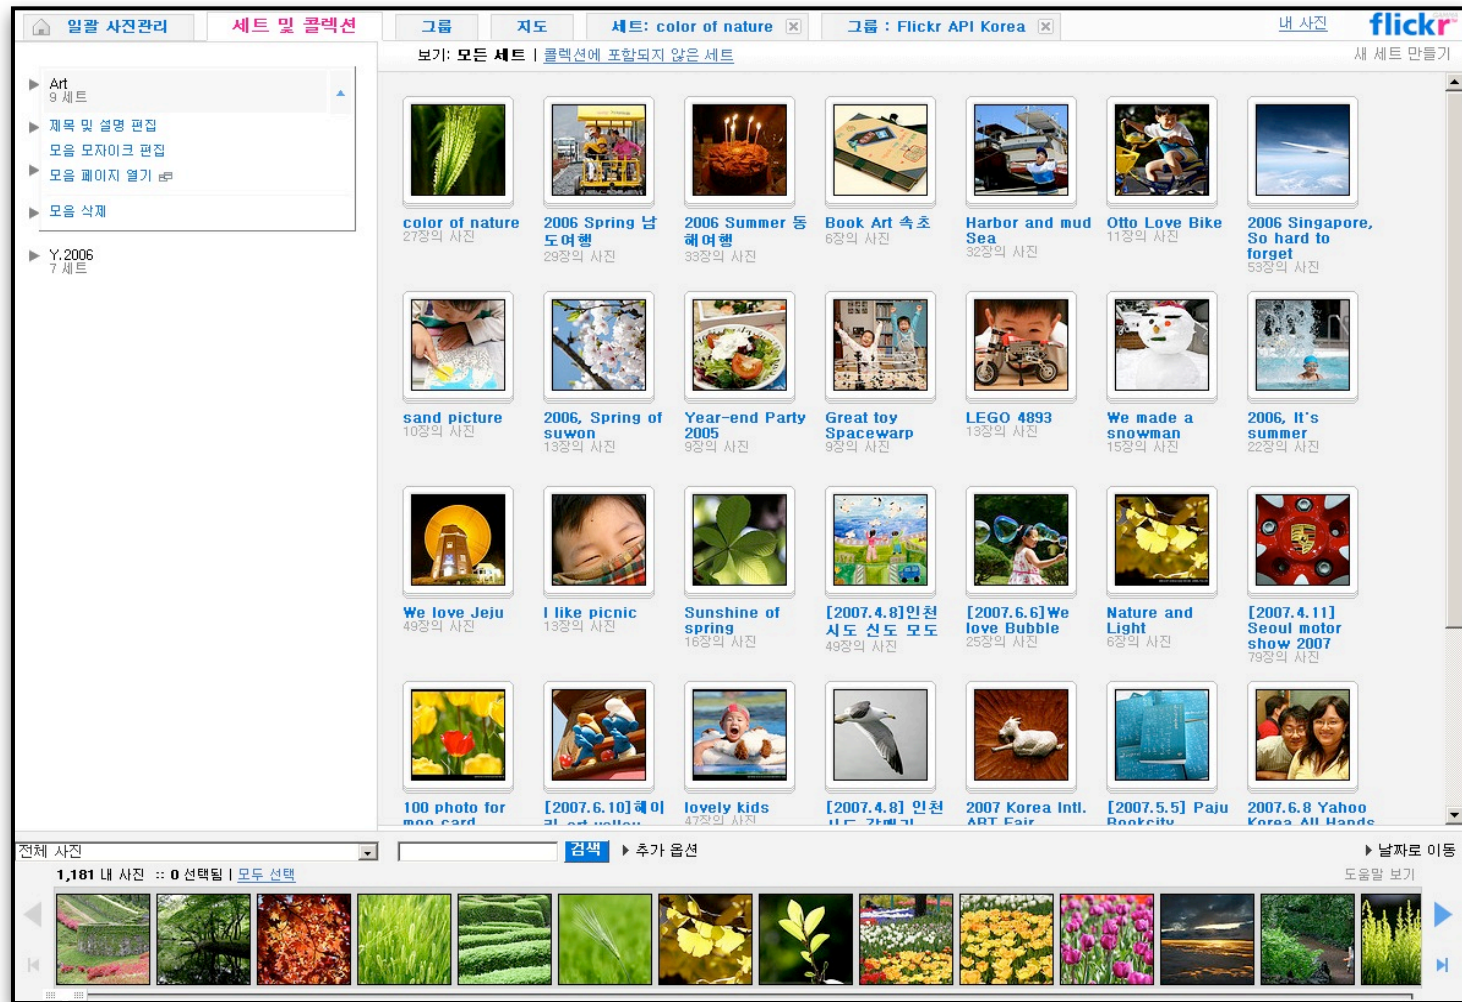 일괄 사진관리
세트 및 콜렉션
그룹
지도
세트: color of nature
그룹 : Flickr API Korea
내 사진
flickr
보기: 모든 세트 | 콜렉션에 포함되지 않은 세트
새 세트 만들기
Art
9 세트
제목 및 설명 편집
모음 모자이크 편집
모음 페이지 열기
모음 삭제
Y.2006
7 세트
color of nature
27장의 사진
2006 Spring 남
도여행
29장의 사진
2006 Summer 동
해여행
33장의 사진
Book Art 속초
6장의 사진
Harbor and mud
Sea
32장의 사진
Otto Love Bike
11장의 사진
2006 Singapore,
So hard to
forget
53장의 사진
sand picture
10장의 사진
2006, Spring of
suwon
13장의 사진
Year-end Party
2005
9장의 사진
Great toy
Spacewarp
9장의 사진
LEGO 4893
13장의 사진
We made a
snowman
15장의 사진
2006, It's
summer
22장의 사진
We love Jeju
49장의 사진
I like picnic
13장의 사진
Sunshine of
spring
16장의 사진
[2007.4.8]인천
시도 신도 모도
49장의 사진
[2007.6.6]We
love Bubble
25장의 사진
Nature and
Light
6장의 사진
[2007.4.11]
Seoul motor
show 2007
79장의 사진
100 photo for
moo card
[2007.6.10]헤이
리 art valley
lovely kids
47장의 사진
[2007.4.8] 인천
시도 갈매기
2007 Korea Intl.
ART Fair
[2007.5.5] Paju
Bookcity
2007.6.8 Yahoo
Korea All Hands
전체 사진
검색
추가 옵션
날짜로 이동
1,181 내 사진 :: 0 선택됨 | 모두 선택
도움말 보기